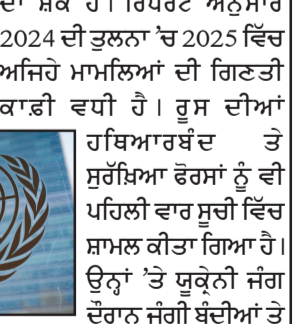 ਦਾ ਸ਼ੱਕ ਹੈ। ਰਿਪੋਰਟ ਅਨੁਸਾਰ
2024 ਦੀ ਤੁਲਨਾ ’ਚ 2025 ਵਿੱਚ
ਅਜਿਹੇ ਮਾਮਲਿਆਂ ਦੀ ਗਿਣਤੀ
ਕਾਫ਼ੀ ਵਧੀ ਹੈ। ਰੂਸ ਦੀਆਂ
ਹਥਿਆਰਬੰਦ ਤੇ
ਸੁਰੱਖ਼ਿਆ ਫੋਰਸਾਂ ਨੂੰ ਵੀ
ਪਹਿਲੀ ਵਾਰ ਸੂਚੀ ਵਿੱਚ
ਸ਼ਾਮਲ ਕੀਤਾ ਗਿਆ ਹੈ।
ਉਨ੍ਹਾਂ ’ਤੇ ਯੂਕ੍ਰੇਨੀ ਜੰਗ
ਦੌਰਾਨ ਜੰਗੀ ਬੰਦੀਆਂ ਤੇ